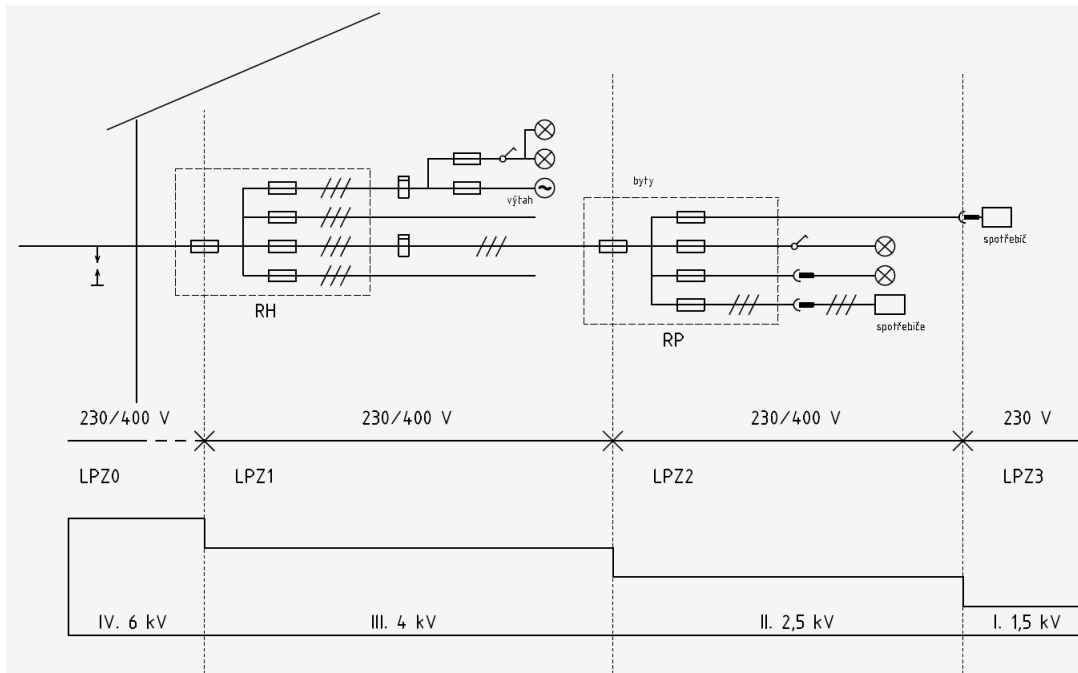 výtah
byty
spotřebič
RH
RP
spotřebiče
230/400 V
230/400 V
230/400 V
230 V
LPZ0
LPZ1
LPZ2
LPZ3
IV. 6 kV
III. 4 kV
II. 2,5 kV
I. 1,5 kV